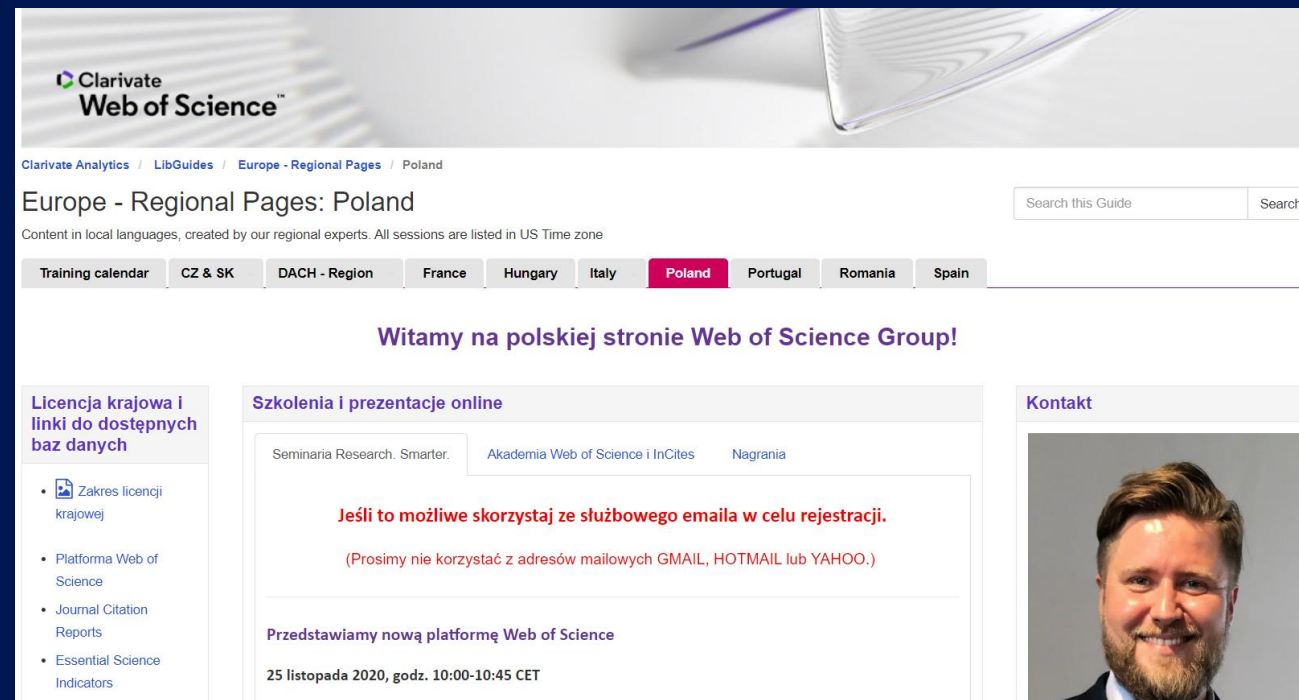 Clarivate
Web of Science™
Clarivate Analytics / LibGuides / Europe - Regional Pages / Poland
Europe - Regional Pages: Poland
Search this Guide
Search
Content in local languages, created by our regional experts. All sessions are listed in US Time zone
Training calendar
CZ & SK
DACH - Region
France
Hungary
Italy
Poland
Portugal
Romania
Spain
Witamy na polskiej stronie Web of Science Group!
Licencja krajowa i
linki do dostępnych
baz danych
Zakres licencji
krajowej
Platforma Web of
Science
Journal Citation
Reports
Essential Science
Indicators
Szkolenia i prezentacje online
Seminaria Research. Smarter.
Akademia Web of Science i InCites
Nagrania
Jeśli to możliwe skorzystaj ze służbowego emaila w celu rejestracji.
(Prosimy nie korzystać z adresów mailowych GMAIL, HOTMAIL lub YAHOO.)
Przedstawiamy nową platformę Web of Science
25 listopada 2020, godz. 10:00-10:45 CET
Kontakt